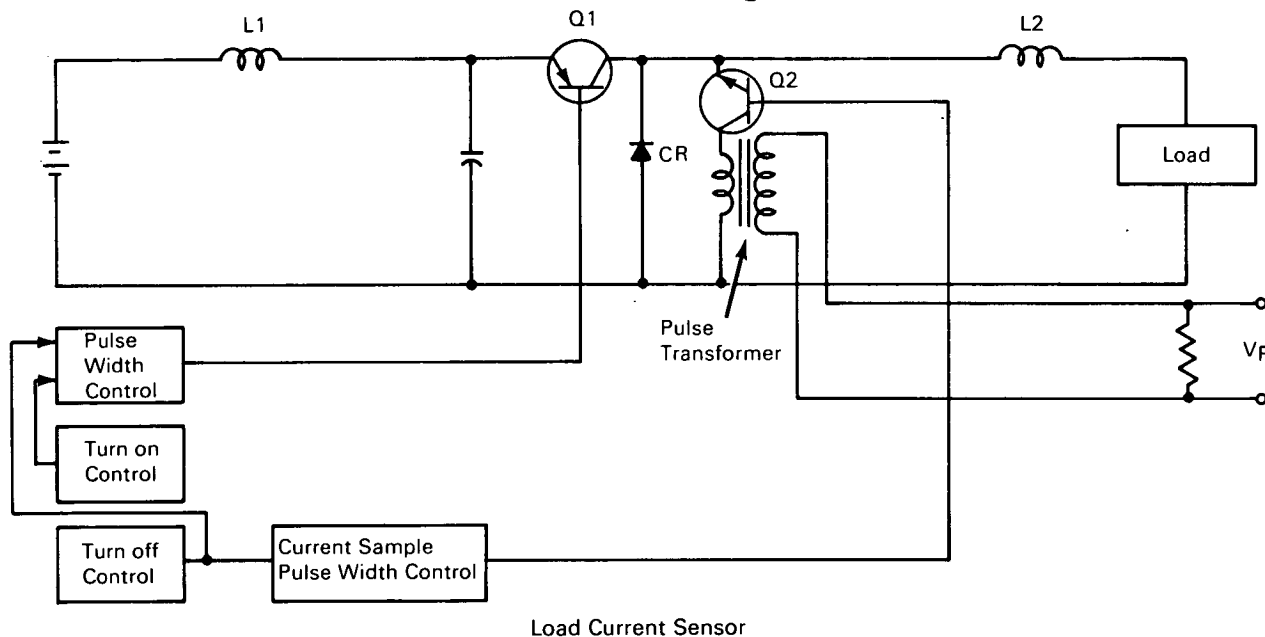 L1
Q1
L2
Q2
CR
Load
Pulse
Transformer
Pulse
Width
Control
Turn on
Control
Turn off
Control
Current Sample
Pulse Width Control
Load Current Sensor